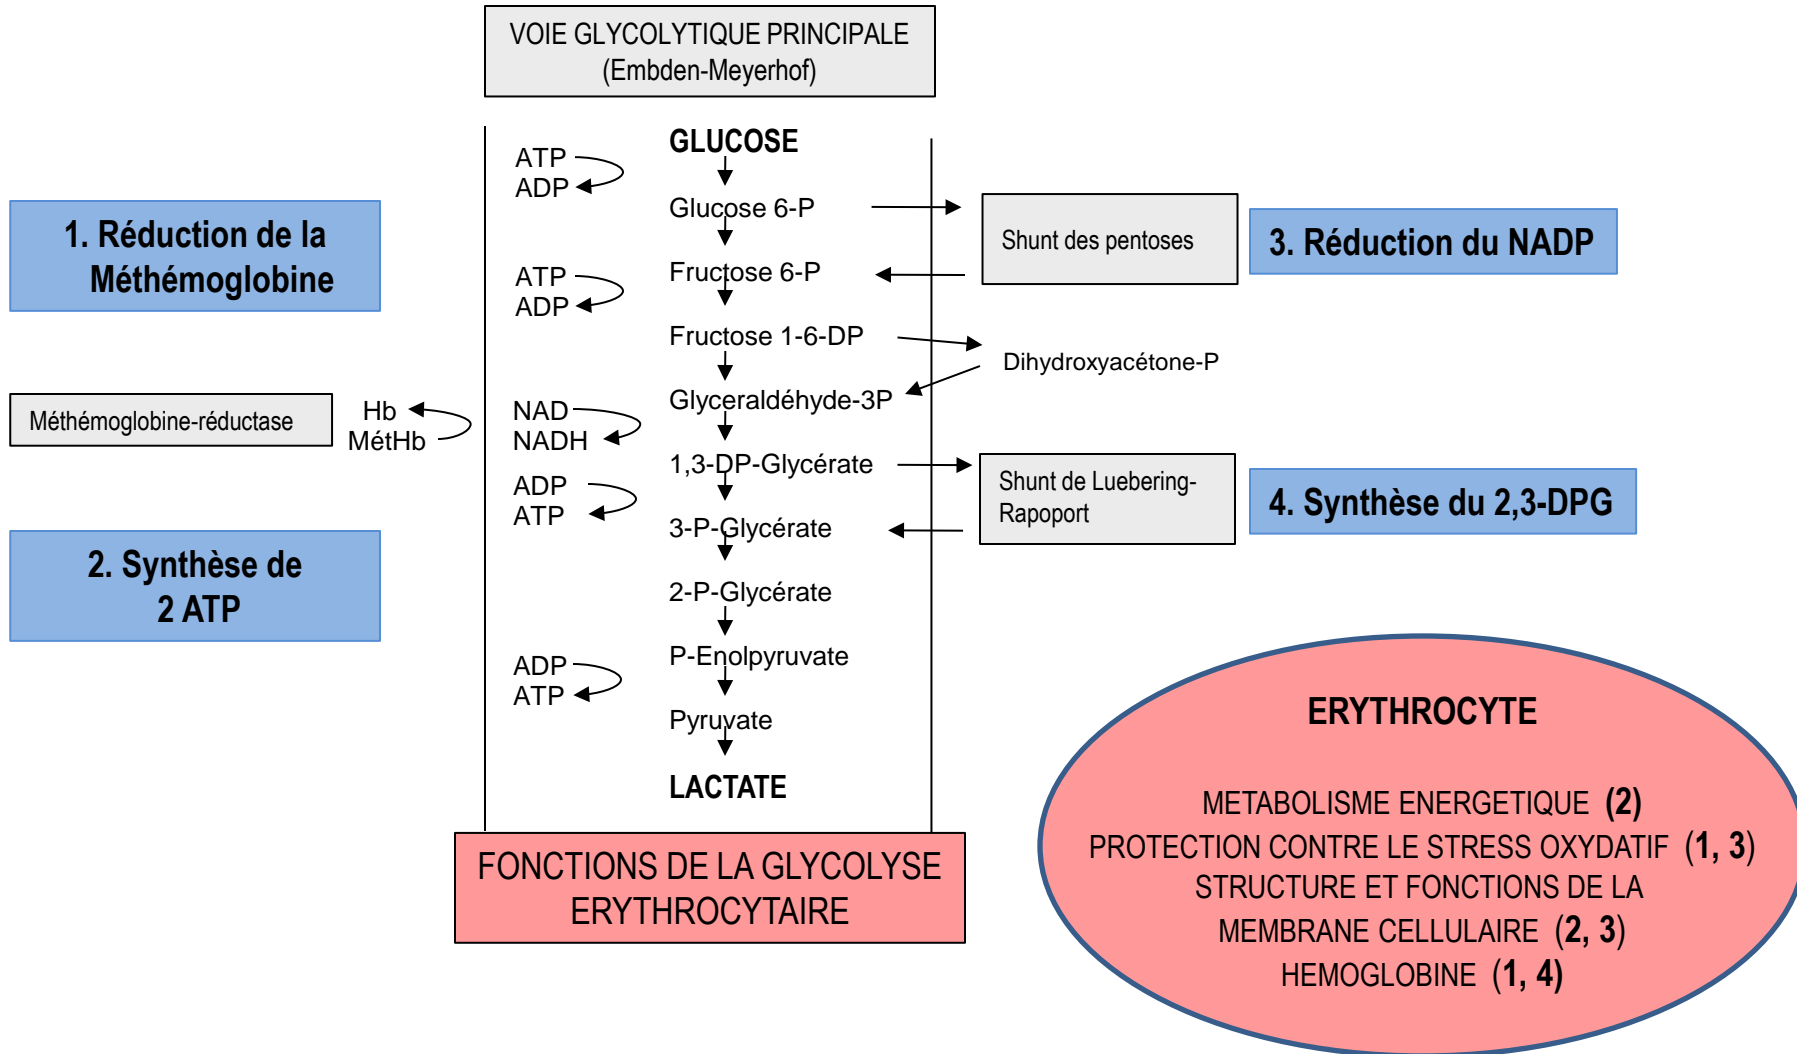 VOIE GLYCOLYTIQUE PRINCIPALE
(Embden-Meyerhof)
GLUCOSE
ATP
ADP
Glucose 6-P
Shunt des pentoses
3. Réduction du NADP
1. Réduction de la
Méthémoglobine
ATP
ADP
Fructose 6-P
Fructose 1-6-DP
Dihydroxyacétone-P
Glyceraldéhyde-3P
Méthémoglobine-réductase
Hb
MétHb
NAD
NADH
1,3-DP-Glycérate
Shunt de Luebering-
Rapoport
4. Synthèse du 2,3-DPG
ADP
ATP
3-P-Glycérate
2. Synthèse de
2 ATP
2-P-Glycérate
P-Enolpyruvate
ADP
ATP
Pyruvate
LACTATE
FONCTIONS DE LA GLYCOLYSE
ERYTHROCYTAIRE
ERYTHROCYTE
METABOLISME ENERGETIQUE (2)
PROTECTION CONTRE LE STRESS OXYDATIF (1, 3)
STRUCTURE ET FONCTIONS DE LA
MEMBRANE CELLULAIRE (2, 3)
HEMOGLOBINE (1, 4)